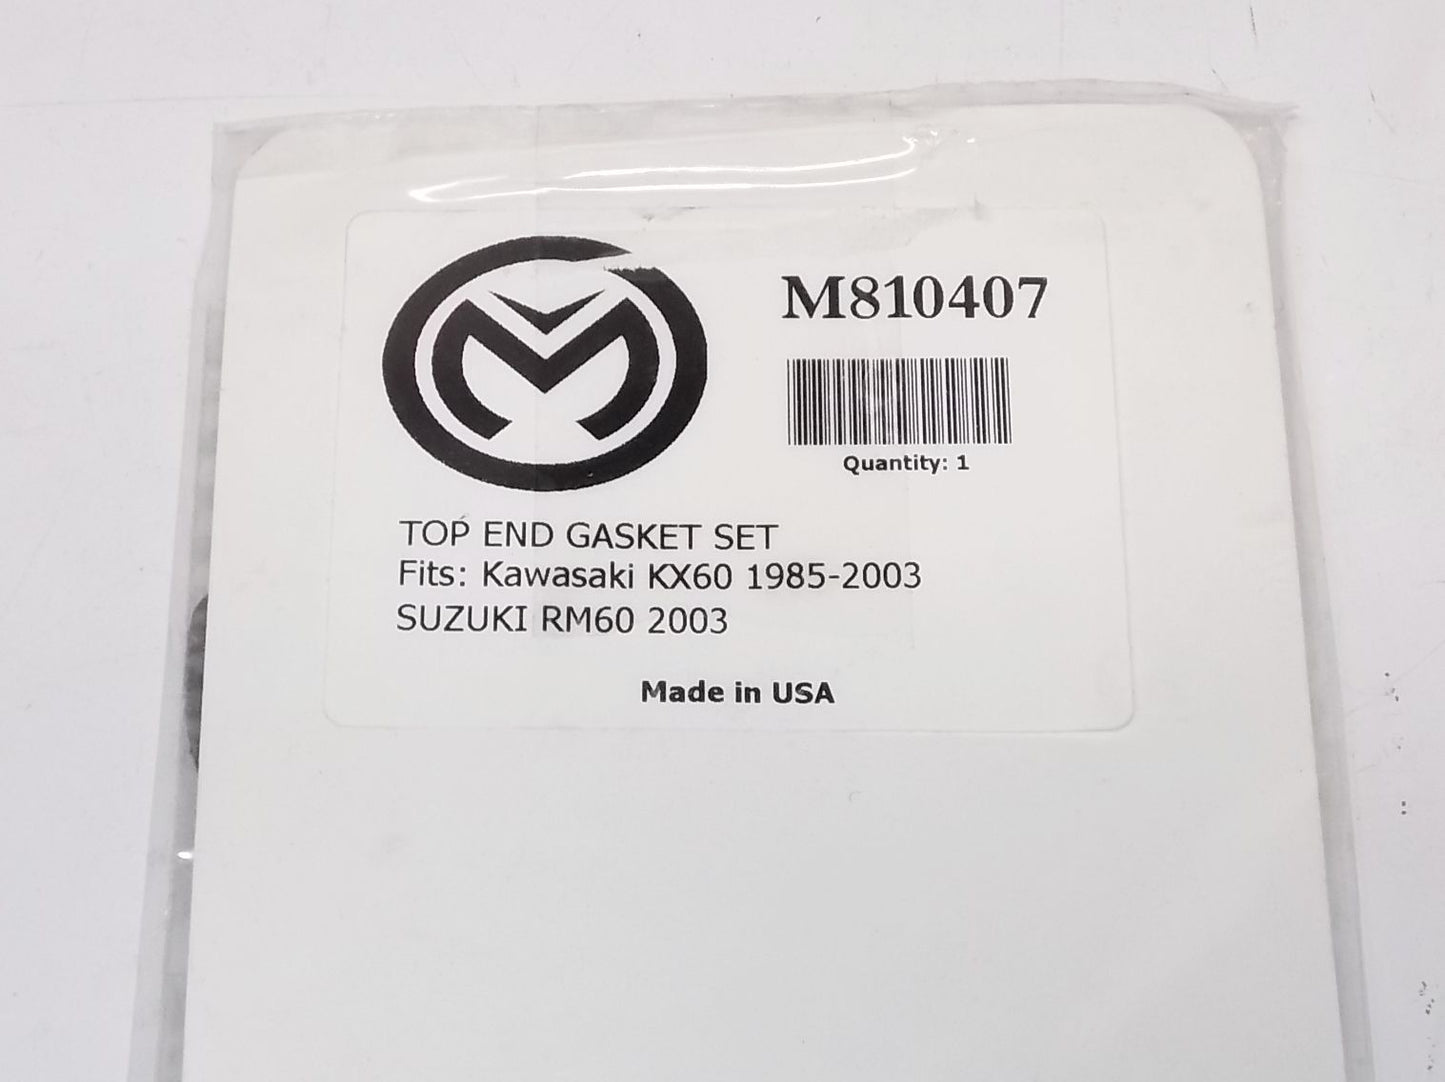 M810407
Quantity: 1
TOP END GASKET SET
Fits: Kawasaki KX60 1985-2003
SUZUKI RM60 2003
Made in USA